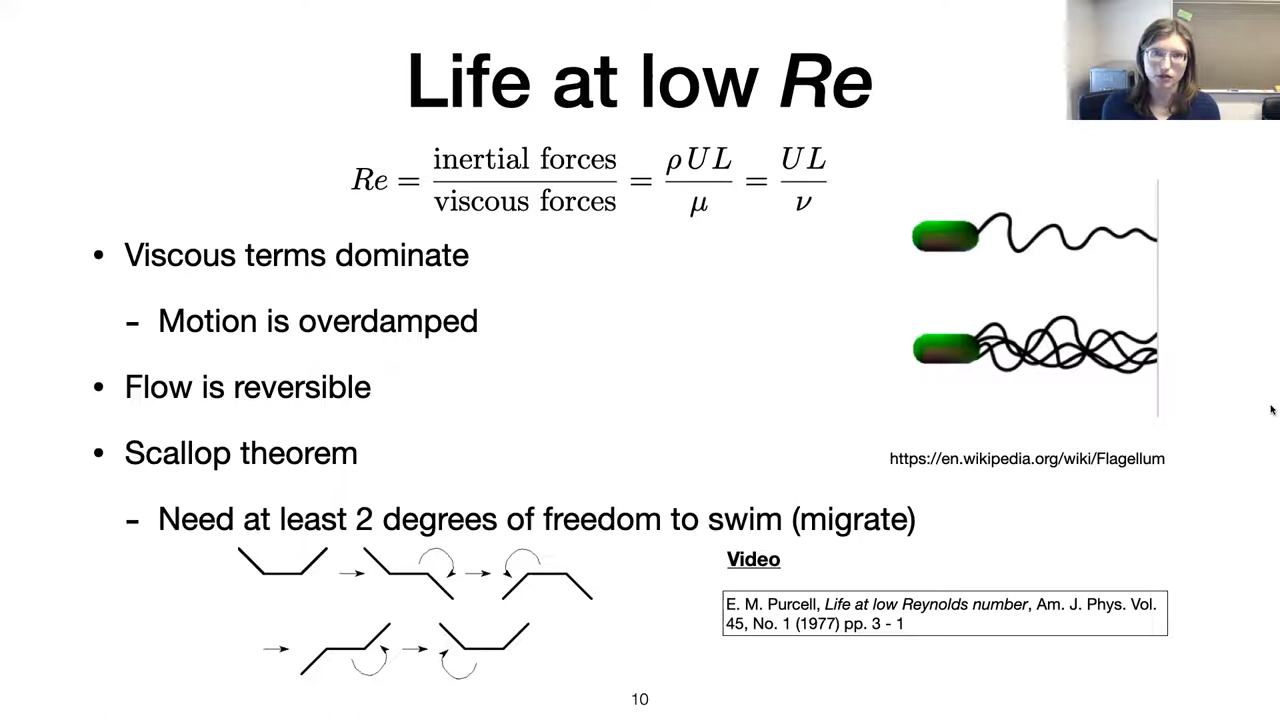 Life at low Re
Re = inertial forces / viscous forces = ρUL / μ = UL / ν
• Viscous terms dominate
- Motion is overdamped
• Flow is reversible
• Scallop theorem
- Need at least 2 degrees of freedom to swim (migrate)
https://en.wikipedia.org/wiki/Flagellum
Video
E. M. Purcell, Life at low Reynolds number, Am. J. Phys. Vol.
45, No. 1 (1977) pp. 3 - 1
10